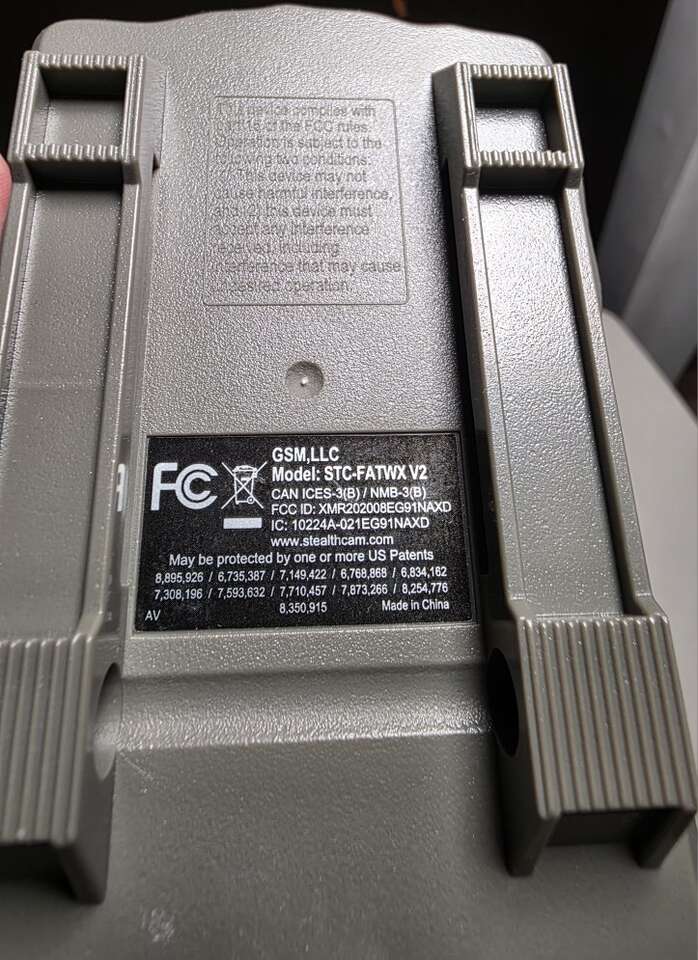 This device complies with
part 15 of the FCC rules.
Operation is subject to the
following two conditions:
(1) This device may not
cause harmful interference,
and (2) this device must
accept any interference
received, including
interference that may cause
undesired operation.
FC
GSM,LLC
Model: STC-FATWX V2
CAN ICES-3(B) / NMB-3(B)
FCC ID: XMR202008EG91NAXD
IC: 10224A-021EG91NAXD
www.stealthcam.com
May be protected by one or more US Patents
8,895,926 / 6,735,387 / 7,149,422 / 6,768,868 / 6,834,162
7,308,196 / 7,593,632 / 7,710,457 / 7,873,266 / 8,254,776
AV 8,350,915 Made in China